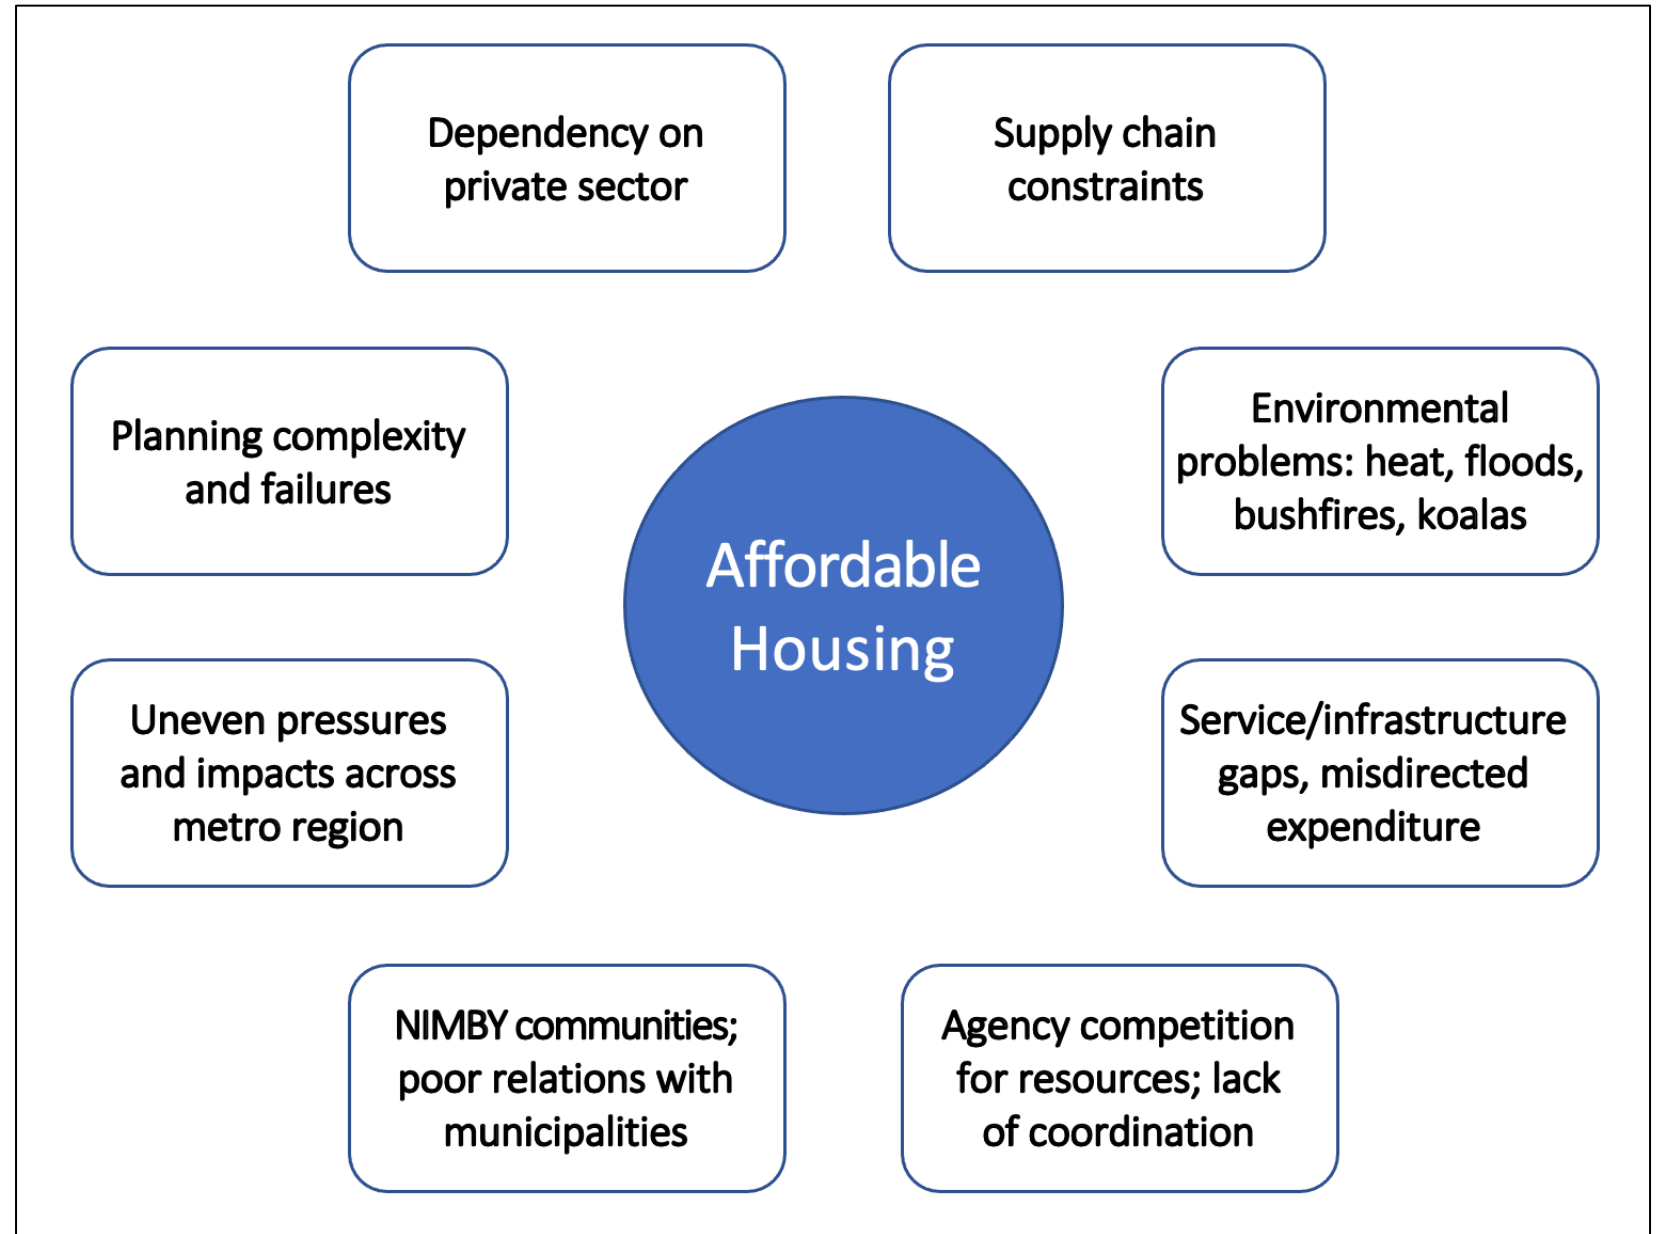 Dependency on
private sector
Supply chain
constraints
Planning complexity
and failures
Environmental
problems: heat, floods,
bushfires, koalas
Affordable
Housing
Uneven pressures
and impacts across
metro region
Service/infrastructure
gaps, misdirected
expenditure
NIMBY communities;
poor relations with
municipalities
Agency competition
for resources; lack
of coordination